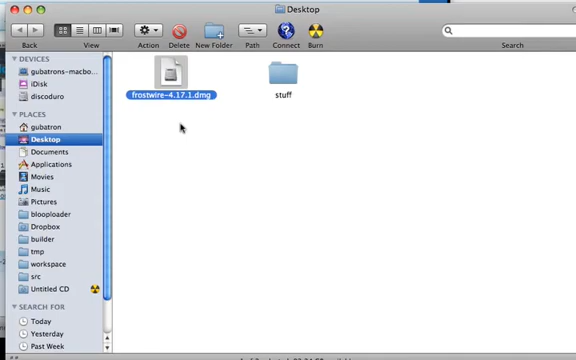 Desktop
Back
View
Action
Delete
New Folder
Path
Connect
Burn
Search
DEVICES
gubatrons-macbo...
iDisk
discoduro
PLACES
gubatron
Desktop
Documents
Applications
Movies
Music
Pictures
blooploader
Dropbox
builder
tmp
workspace
src
Untitled CD
SEARCH FOR
Today
Yesterday
Past Week
frostwire-4.17.1.dmg
stuff